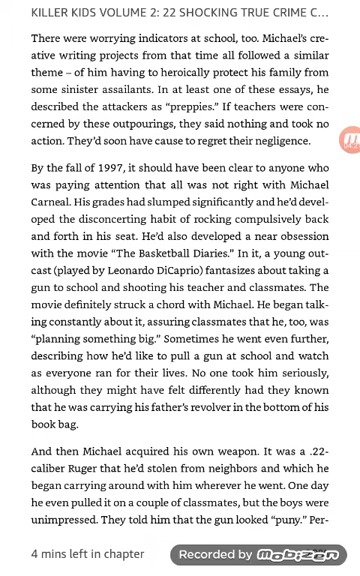 KILLER KIDS VOLUME 2: 22 SHOCKING TRUE CRIME C...
There were worrying indicators at school, too. Michael's cre-
ative writing projects from that time all followed a similar
theme – of him having to heroically protect his family from
some sinister assailants. In at least one of these essays, he
described the attackers as “preppies.” If teachers were con-
cerned by these outpourings, they said nothing and took no
action. They'd soon have cause to regret their negligence.
By the fall of 1997, it should have been clear to anyone who
was paying attention that all was not right with Michael
Carneal. His grades had slumped significantly and he'd devel-
oped the disconcerting habit of rocking compulsively back
and forth in his seat. He'd also developed a near obsession
with the movie “The Basketball Diaries.” In it, a young out-
cast (played by Leonardo DiCaprio) fantasizes about taking a
gun to school and shooting his teacher and classmates. The
movie definitely struck a chord with Michael. He began talk-
ing constantly about it, assuring classmates that he, too, was
“planning something big.” Sometimes he went even further,
describing how he'd like to pull a gun at school and watch
as everyone ran for their lives. No one took him seriously,
although they might have felt differently had they known
that he was carrying his father's revolver in the bottom of his
book bag.
And then Michael acquired his own weapon. It was a .22-
caliber Ruger that he'd stolen from neighbors and which he
began carrying around with him wherever he went. One day
he even pulled it on a couple of classmates, but the boys were
unimpressed. They told him that the gun looked “puny.” Per-
4 mins left in chapter
Recorded by mobizen